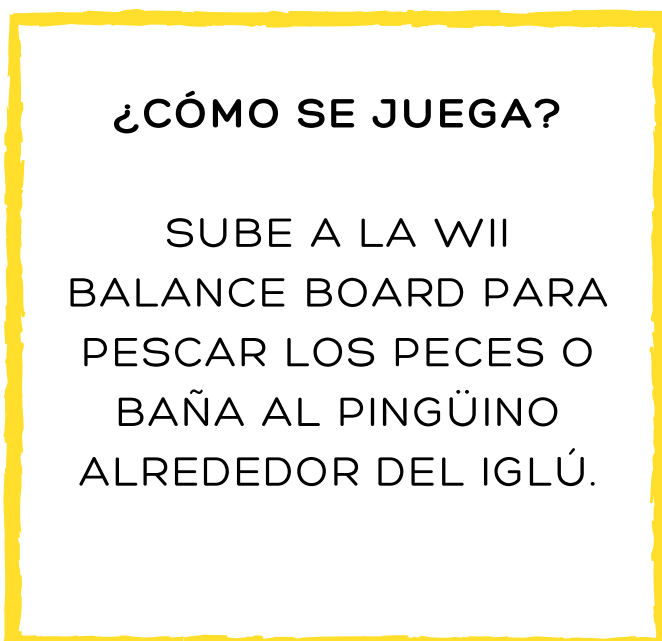 ¿CÓMO SE JUEGA?
SUBE A LA WII
BALANCE BOARD PARA
PESCAR LOS PECES O
BAÑA AL PINGÜINO
ALREDEDOR DEL IGLÚ.